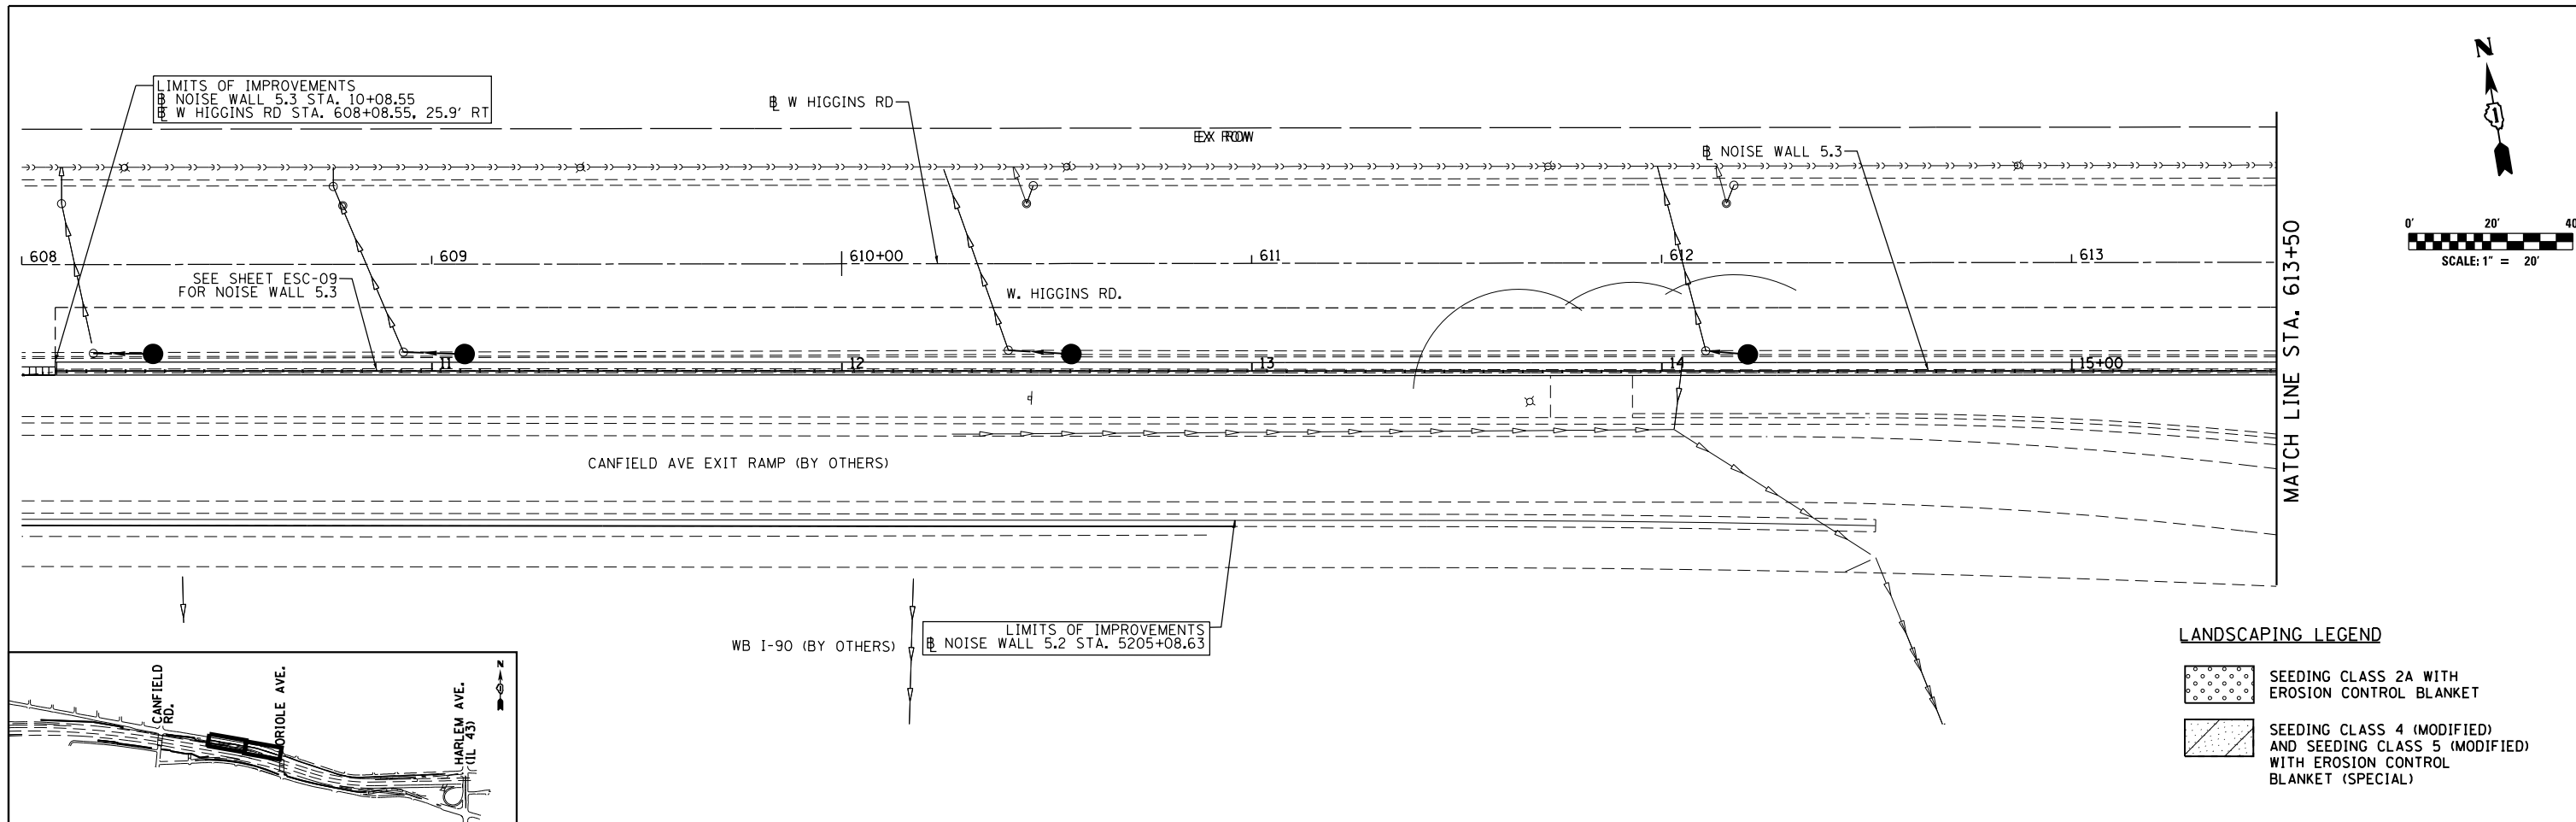 LIMITS OF IMPROVEMENTS
℄ NOISE WALL 5.3 STA. 10+08.55
℄ W HIGGINS RD STA. 608+08.55, 25.9' RT
℄ W HIGGINS RD
EX ROW
℄ NOISE WALL 5.3
N
1
0' 20' 40
SCALE: 1" = 20'
608
609
610+00
611
612
613
SEE SHEET ESC-09
FOR NOISE WALL 5.3
W. HIGGINS RD.
11
12
13
14
15+00
MATCH LINE STA. 613+50
CANFIELD AVE EXIT RAMP (BY OTHERS)
LIMITS OF IMPROVEMENTS
℄ NOISE WALL 5.2 STA. 5205+08.63
WB I-90 (BY OTHERS)
LANDSCAPING LEGEND
SEEDING CLASS 2A WITH
EROSION CONTROL BLANKET
SEEDING CLASS 4 (MODIFIED)
AND SEEDING CLASS 5 (MODIFIED)
WITH EROSION CONTROL
BLANKET (SPECIAL)
CANFIELD
RD.
ORIOLE AVE.
HARLEM AVE.
(IL 43)
N